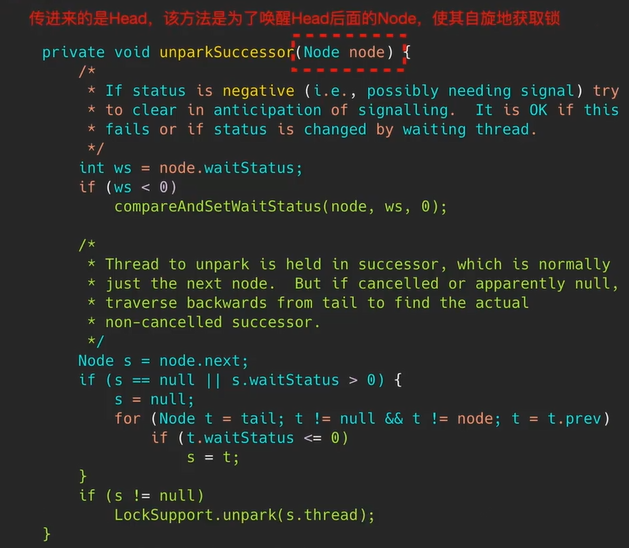 传进来的是Head，该方法是为了唤醒Head后面的Node，使其自旋地获取锁
private void unparkSuccessor(Node node) {
    /*
     * If status is negative (i.e., possibly needing signal) try
     * to clear in anticipation of signalling.  It is OK if this
     * fails or if status is changed by waiting thread.
     */
    int ws = node.waitStatus;
    if (ws < 0)
        compareAndSetWaitStatus(node, ws, 0);

    /*
     * Thread to unpark is held in successor, which is normally
     * just the next node.  But if cancelled or apparently null,
     * traverse backwards from tail to find the actual
     * non-cancelled successor.
     */
    Node s = node.next;
    if (s == null || s.waitStatus > 0) {
        s = null;
        for (Node t = tail; t != null && t != node; t = t.prev)
            if (t.waitStatus <= 0)
                s = t;
    }
    if (s != null)
        LockSupport.unpark(s.thread);
}